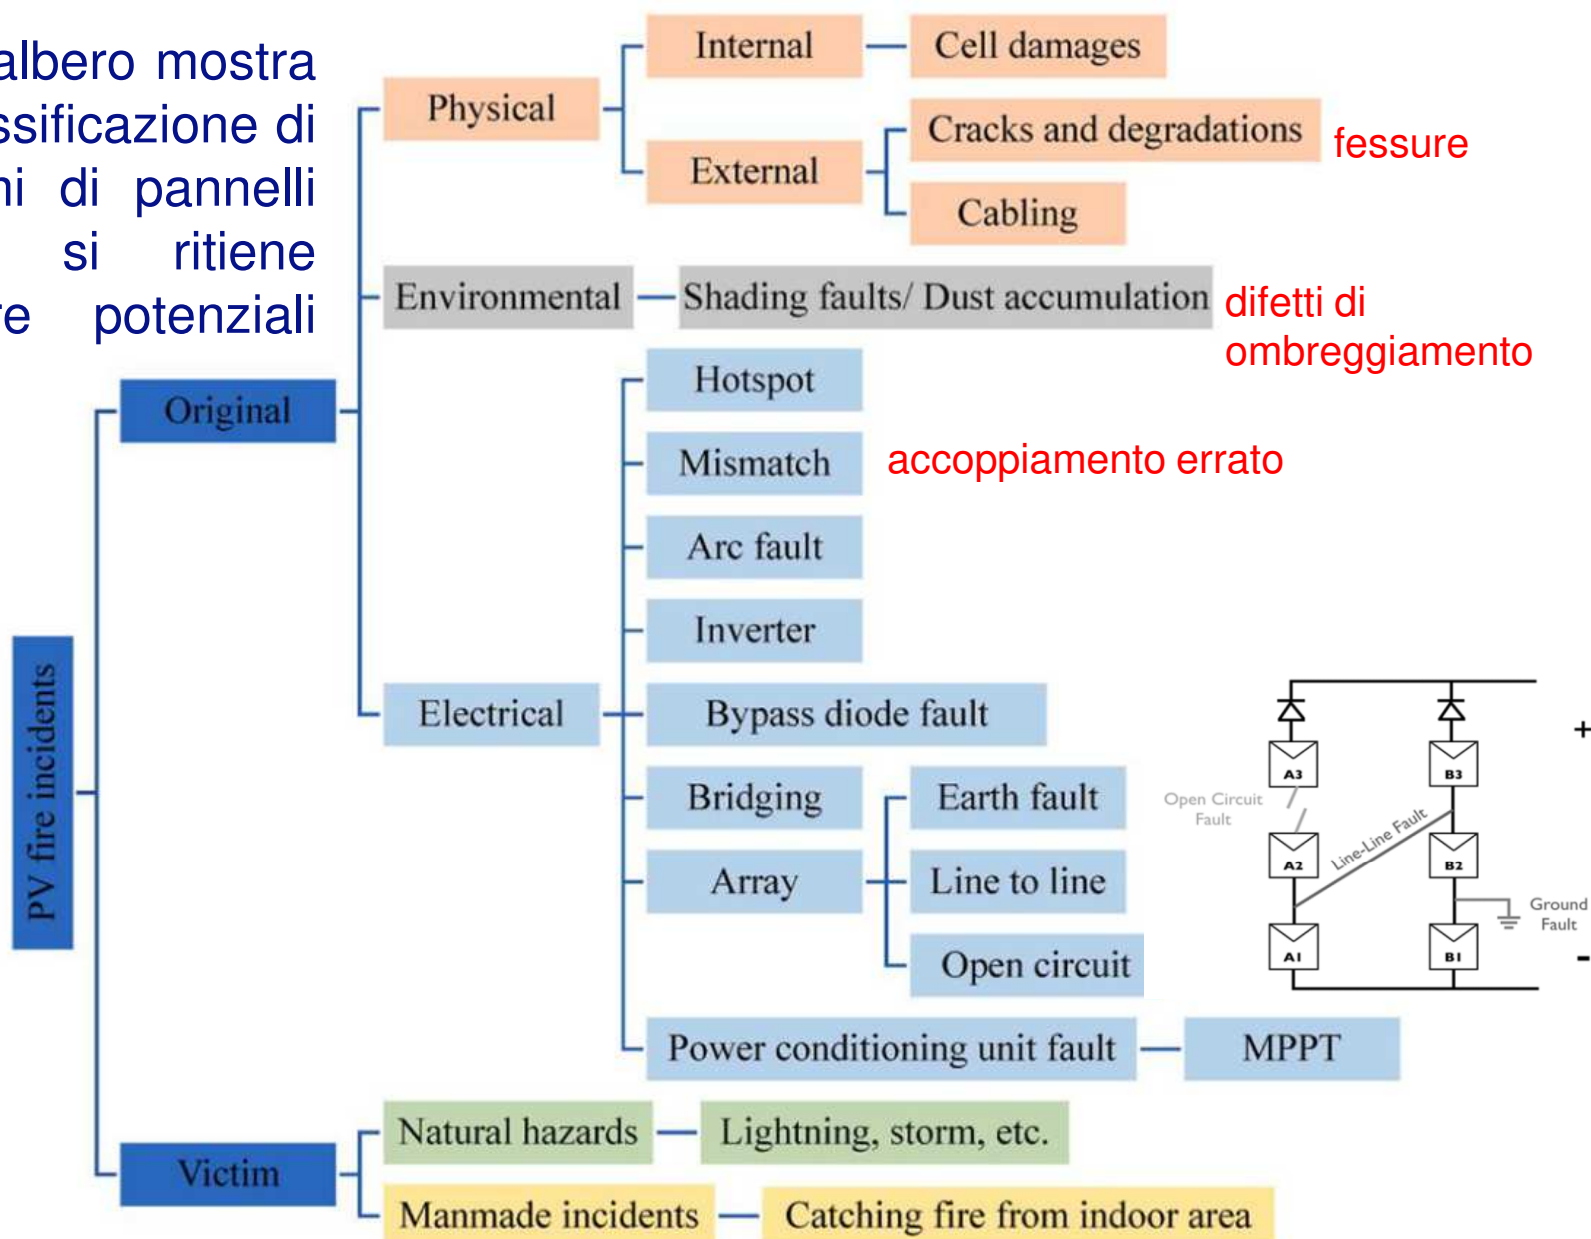 albero mostra
ssificazione di
ni di pannelli
si ritiene
re potenziali
PV fire incidents
Original
Physical
Internal
Cell damages
External
Cracks and degradations
fessure
Cabling
Environmental
Shading faults/ Dust accumulation
difetti di
ombreggiamento
Electrical
Hotspot
Mismatch
accoppiamento errato
Arc fault
Inverter
Bypass diode fault
Bridging
Array
Earth fault
Line to line
Open circuit
Power conditioning unit fault
MPPT
Victim
Natural hazards
Lightning, storm, etc.
Manmade incidents
Catching fire from indoor area
+
A3
B3
Open Circuit
Fault
Line-Line Fault
A2
B2
Ground
Fault
A1
B1
-